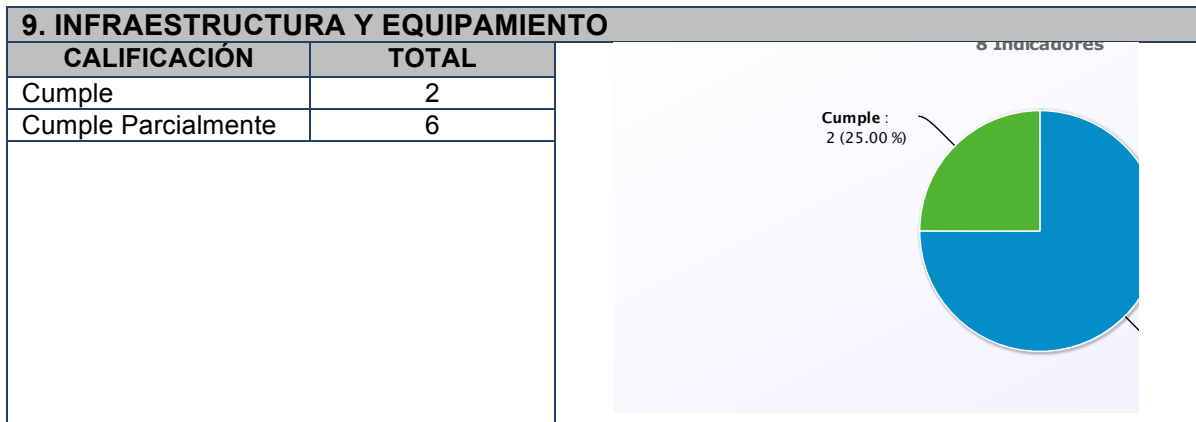 9. INFRAESTRUCTURA Y EQUIPAMIENTO
CALIFICACIÓN TOTAL
Cumple 2
Cumple Parcialmente 6
8 Indicadores
Cumple :
2 (25.00 %)